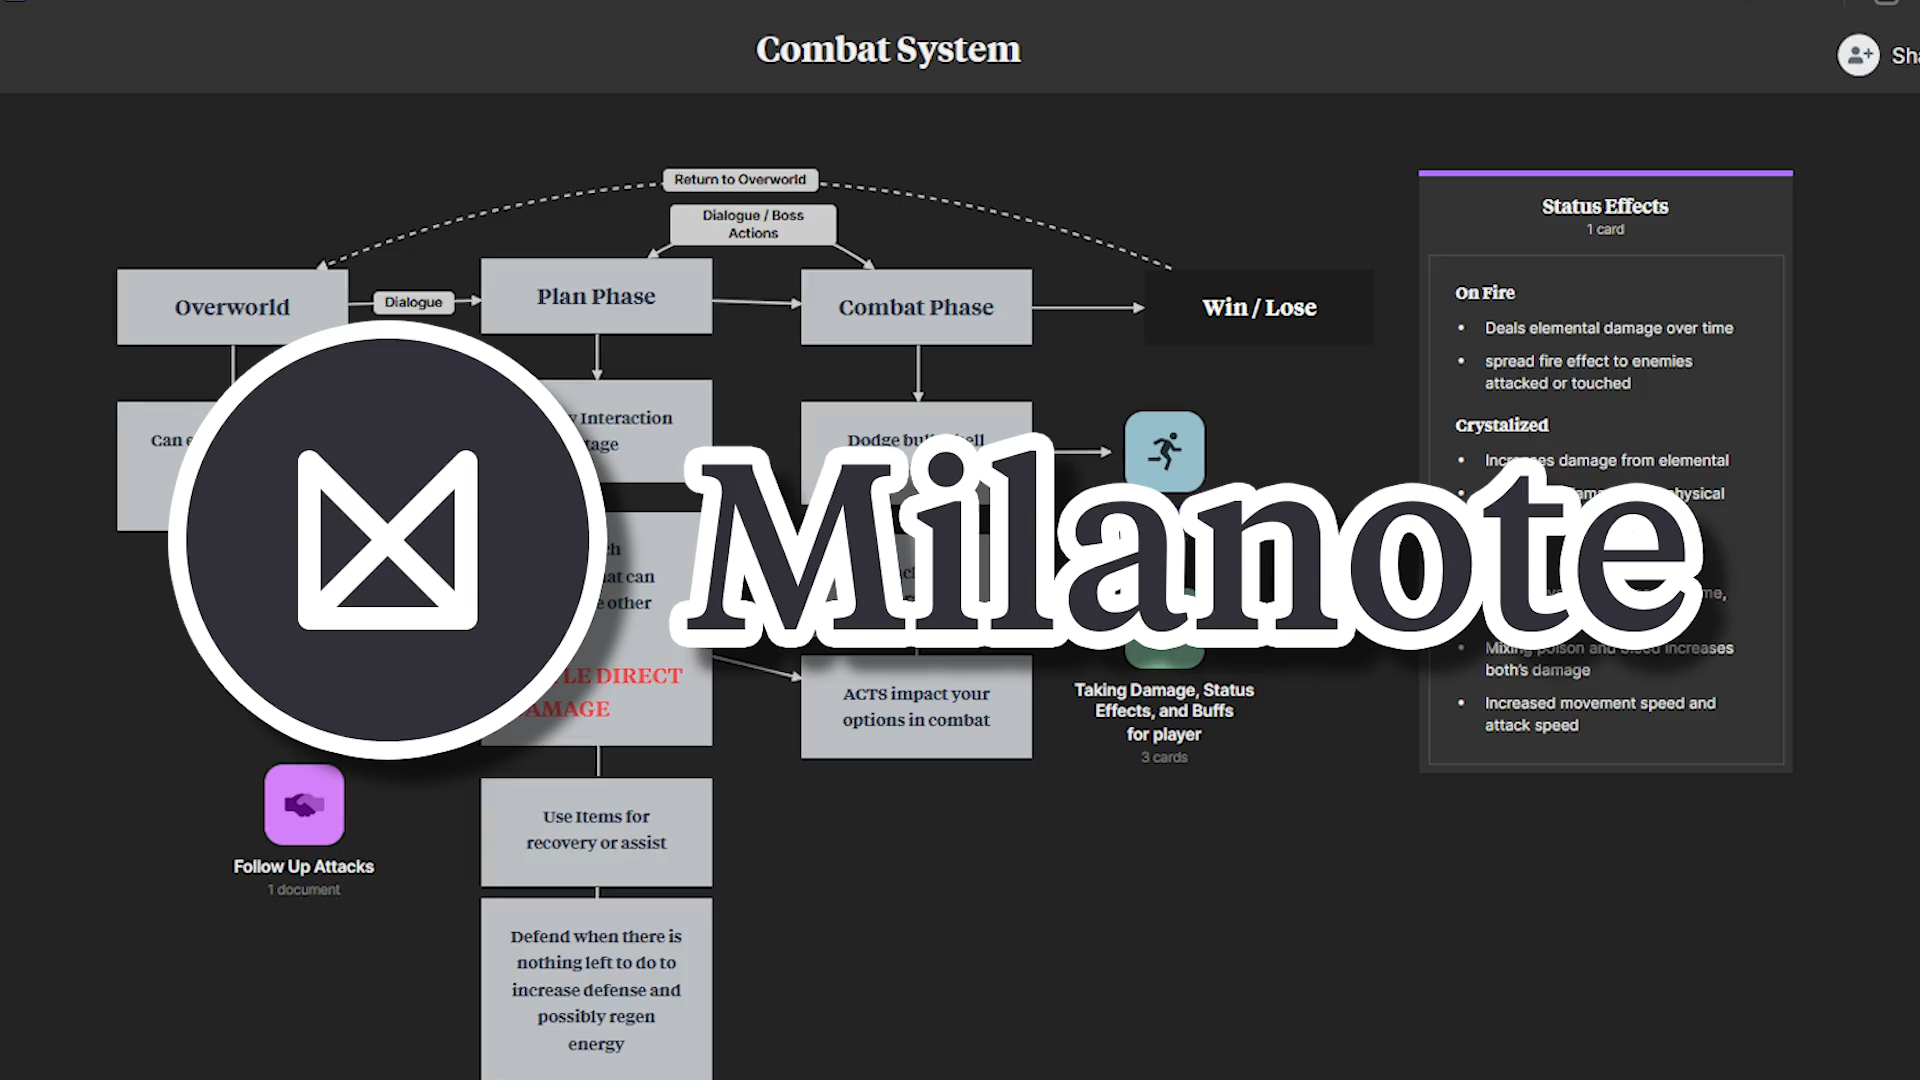 Combat System
Return to Overworld
Dialogue / Boss
Actions
Overworld
Dialogue
Plan Phase
Combat Phase
Win / Lose
Interaction
Can
Dodge
Milanote
can
other
DIRECT
ACTS impact your
options in combat
Taking Damage, Status
Effects, and Buffs
for player
3 cards
Follow Up Attacks
1 document
Use Items for
recovery or assist
Defend when there is
nothing left to do to
increase defense and
possibly regen
energy
Status Effects
1 card
On Fire
• Deals elemental damage over time
• spread fire effect to enemies
attacked or touched
Crystalized
• Increases damage from elemental
physical
• Mixing poison and bleed increases
both's damage
• Increased movement speed and
attack speed